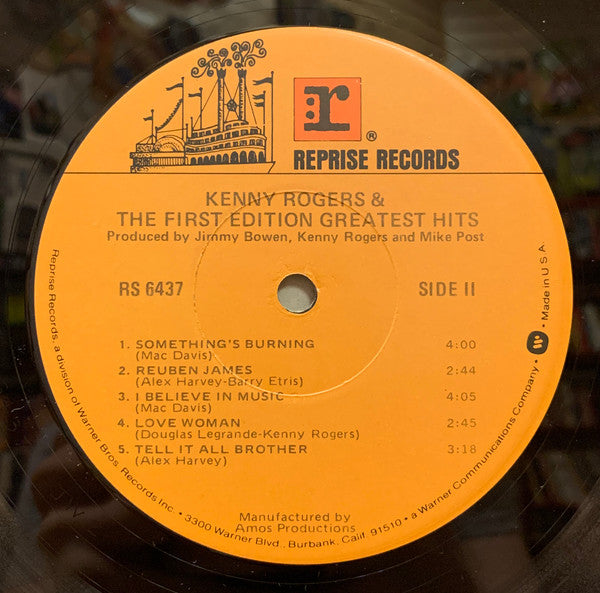 r®
REPRISE RECORDS
KENNY ROGERS &
THE FIRST EDITION GREATEST HITS
Produced by Jimmy Bowen, Kenny Rogers and Mike Post
RS 6437
SIDE II
1. SOMETHING'S BURNING 4:00
(Mac Davis)
2. REUBEN JAMES 2:44
(Alex Harvey-Barry Etris)
3. I BELIEVE IN MUSIC 4:05
(Mac Davis)
4. LOVE WOMAN 2:45
(Douglas Legrande-Kenny Rogers)
5. TELL IT ALL BROTHER 3:18
(Alex Harvey)
Manufactured by
Amos Productions
Reprise Records, a division of Warner Bros. Records Inc. • 3300 Warner Blvd., Burbank, Calif. 91510 • a Warner Communications Company • W • Made in U.S.A.